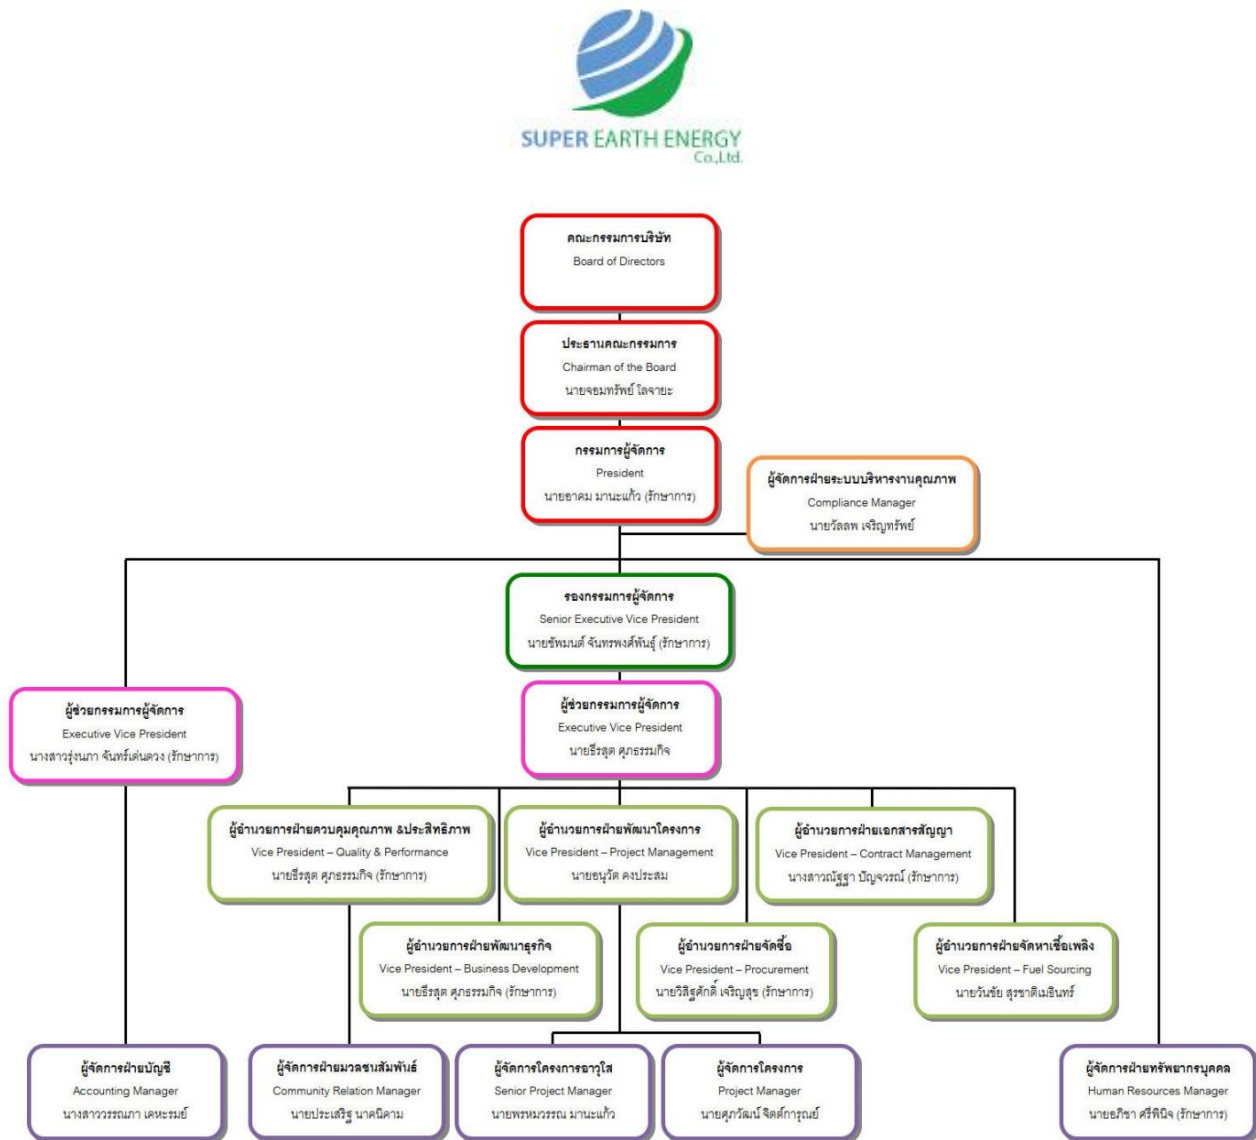 SUPER EARTH ENERGY
Co.,Ltd.
คณะกรรมการบริษัท
Board of Directors
ประธานคณะกรรมการ
Chairman of the Board
นายจอมทรัพย์ โลจายะ
กรรมการผู้จัดการ
President
นายอาคม มานะแก้ว (รักษาการ)
ผู้จัดการฝ่ายระบบบริหารงานคุณภาพ
Compliance Manager
นายวัลลพ เจริญทรัพย์
รองกรรมการผู้จัดการ
Senior Executive Vice President
นายชัพมนต์ จันทรพงศ์พันธุ์ (รักษาการ)
ผู้ช่วยกรรมการผู้จัดการ
Executive Vice President
นางสาวรุ่งนภา จันทร์เด่นดวง (รักษาการ)
ผู้ช่วยกรรมการผู้จัดการ
Executive Vice President
นายธีรสุต ศุภธรรมกิจ
ผู้อำนวยการฝ่ายควบคุมคุณภาพ &ประสิทธิภาพ
Vice President – Quality & Performance
นายธีรสุต ศุภธรรมกิจ (รักษาการ)
ผู้อำนวยการฝ่ายพัฒนาโครงการ
Vice President – Project Management
นายอนุวัต คงประสม
ผู้อำนวยการฝ่ายเอกสารสัญญา
Vice President – Contract Management
นางสาวณัฐฐา ปัญจวรณ์ (รักษาการ)
ผู้อำนวยการฝ่ายพัฒนาธุรกิจ
Vice President – Business Development
นายธีรสุต ศุภธรรมกิจ (รักษาการ)
ผู้อำนวยการฝ่ายจัดซื้อ
Vice President – Procurement
นายวิสิฐศักดิ์ เจริญสุข (รักษาการ)
ผู้อำนวยการฝ่ายจัดหาเชื้อเพลิง
Vice President – Fuel Sourcing
นายวันชัย สุรชาติเมธินทร์
ผู้จัดการฝ่ายบัญชี
Accounting Manager
นางสาววรรณภา เคหะรมย์
ผู้จัดการฝ่ายมวลชนสัมพันธ์
Community Relation Manager
นายประเสริฐ นาคนิคาม
ผู้จัดการโครงการอาวุโส
Senior Project Manager
นายพรหมวรรณ มานะแก้ว
ผู้จัดการโครงการ
Project Manager
นายศุภวัฒน์ จิตต์การุณย์
ผู้จัดการฝ่ายทรัพยากรบุคคล
Human Resources Manager
นายอภิชา ศรีพินิจ (รักษาการ)